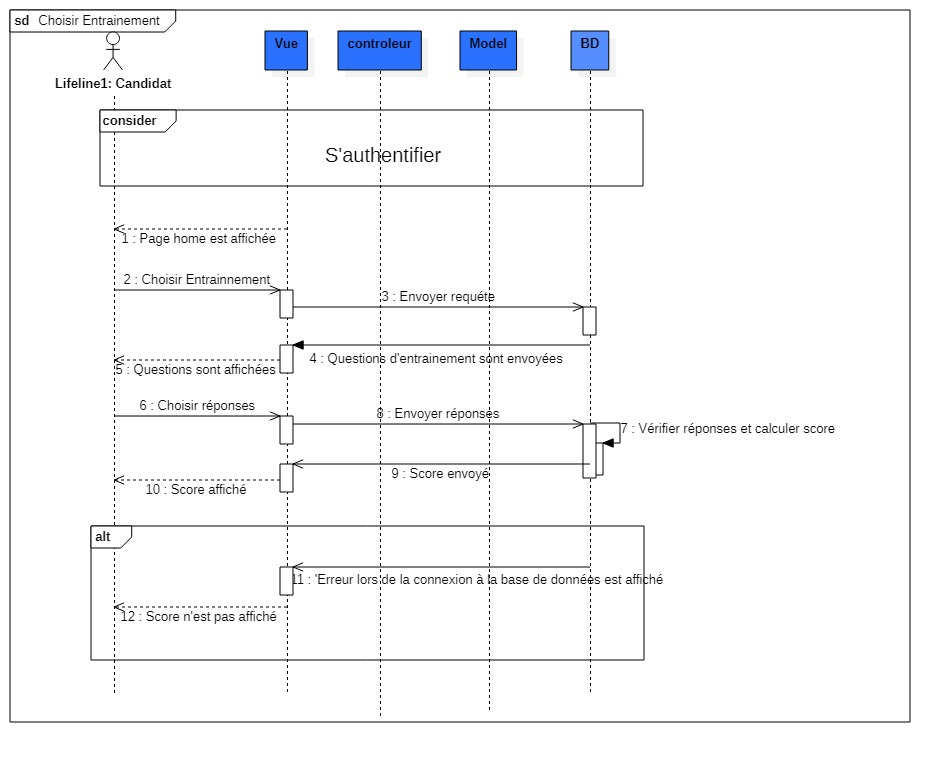 sd Choisir Entrainement
Vue
controleur
Model
BD
Lifeline1: Candidat
consider
S'authentifier
1 : Page home est affichée
2 : Choisir Entrainnement
3 : Envoyer requéte
4 : Questions d'entrainement sont envoyées
5 : Questions sont affichées
6 : Choisir réponses
8 : Envoyer réponses
7 : Vérifier réponses et calculer score
9 : Score envoyé
10 : Score affiché
alt
11 : 'Erreur lors de la connexion à la base de données est affiché
12 : Score n'est pas affiché